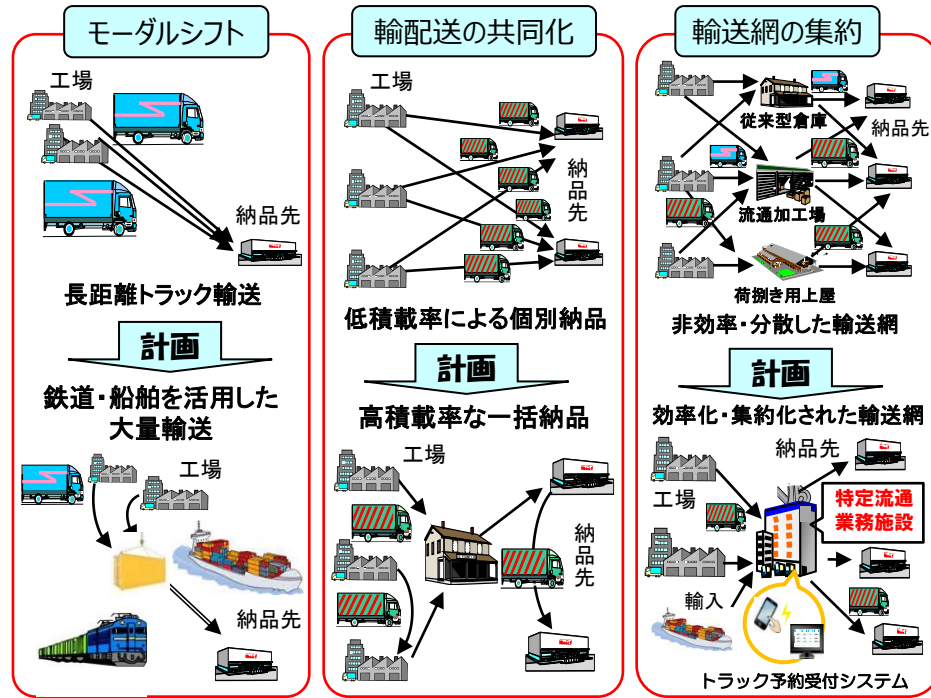 モーダルシフト
工場
納品先
長距離トラック輸送
計画
鉄道・船舶を活用した
大量輸送
工場
納品先
輸配送の共同化
工場
納品先
低積載率による個別納品
計画
高積載率な一括納品
工場
納品先
輸送網の集約
従来型倉庫
納品先
流通加工場
荷捌き用上屋
非効率・分散した輸送網
計画
効率化・集約化された輸送網
納品先
工場
特定流通
業務施設
輸入
トラック予約受付システム